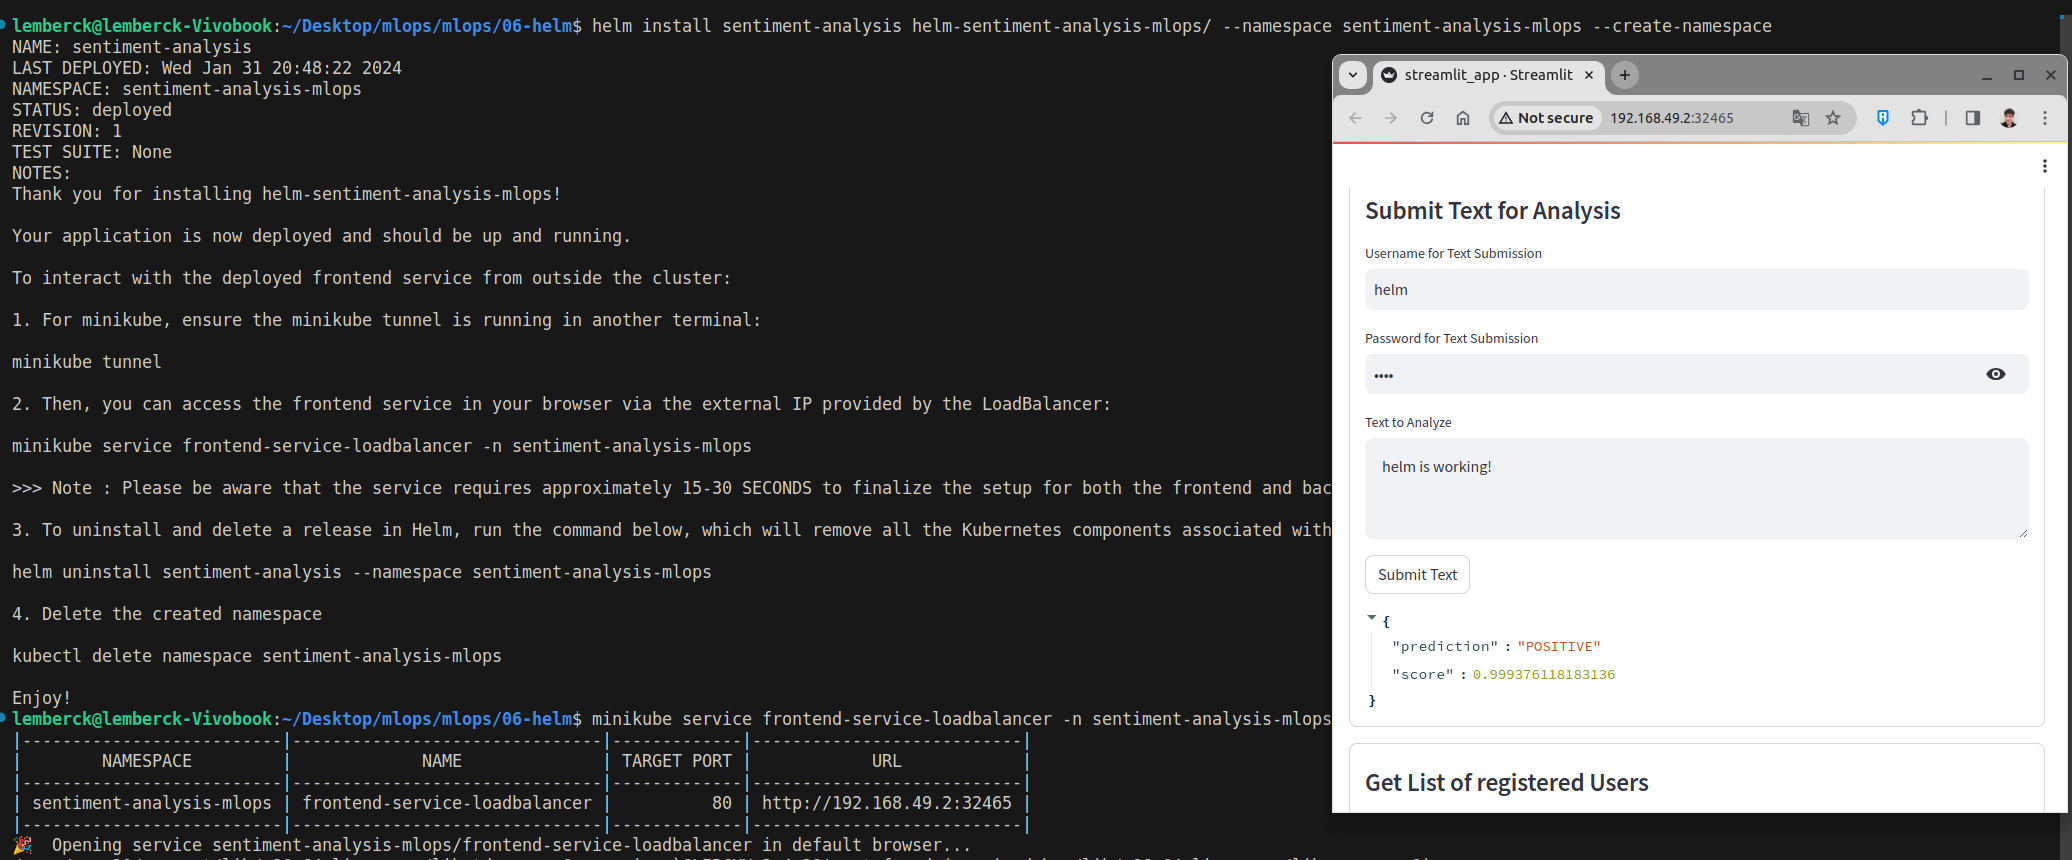 lemberck@lemberck-Vivobook:~/Desktop/mlops/mlops/06-helm$ helm install sentiment-analysis helm-sentiment-analysis-mlops/ --namespace sentiment-analysis-mlops --create-namespace
NAME: sentiment-analysis
LAST DEPLOYED: Wed Jan 31 20:48:22 2024
NAMESPACE: sentiment-analysis-mlops
STATUS: deployed
REVISION: 1
TEST SUITE: None
NOTES:
Thank you for installing helm-sentiment-analysis-mlops!
Your application is now deployed and should be up and running.
To interact with the deployed frontend service from outside the cluster:
1. For minikube, ensure the minikube tunnel is running in another terminal:
minikube tunnel
2. Then, you can access the frontend service in your browser via the external IP provided by the LoadBalancer:
minikube service frontend-service-loadbalancer -n sentiment-analysis-mlops
>>> Note : Please be aware that the service requires approximately 15-30 SECONDS to finalize the setup for both the frontend and bac
3. To uninstall and delete a release in Helm, run the command below, which will remove all the Kubernetes components associated with
helm uninstall sentiment-analysis --namespace sentiment-analysis-mlops
4. Delete the created namespace
kubectl delete namespace sentiment-analysis-mlops
Enjoy!
lemberck@lemberck-Vivobook:~/Desktop/mlops/mlops/06-helm$ minikube service frontend-service-loadbalancer -n sentiment-analysis-mlops
|--------------------------|-------------------------------|-------------|---------------------------|
| NAMESPACE | NAME | TARGET PORT | URL |
|--------------------------|-------------------------------|-------------|---------------------------|
| sentiment-analysis-mlops | frontend-service-loadbalancer | 80 | http://192.168.49.2:32465 |
|--------------------------|-------------------------------|-------------|---------------------------|
🎉 Opening service sentiment-analysis-mlops/frontend-service-loadbalancer in default browser...
streamlit_app · Streamlit
Not secure 192.168.49.2:32465
Submit Text for Analysis
Username for Text Submission
helm
Password for Text Submission
••••
Text to Analyze
helm is working!
Submit Text
{
"prediction" : "POSITIVE"
"score" : 0.999376118183136
}
Get List of registered Users